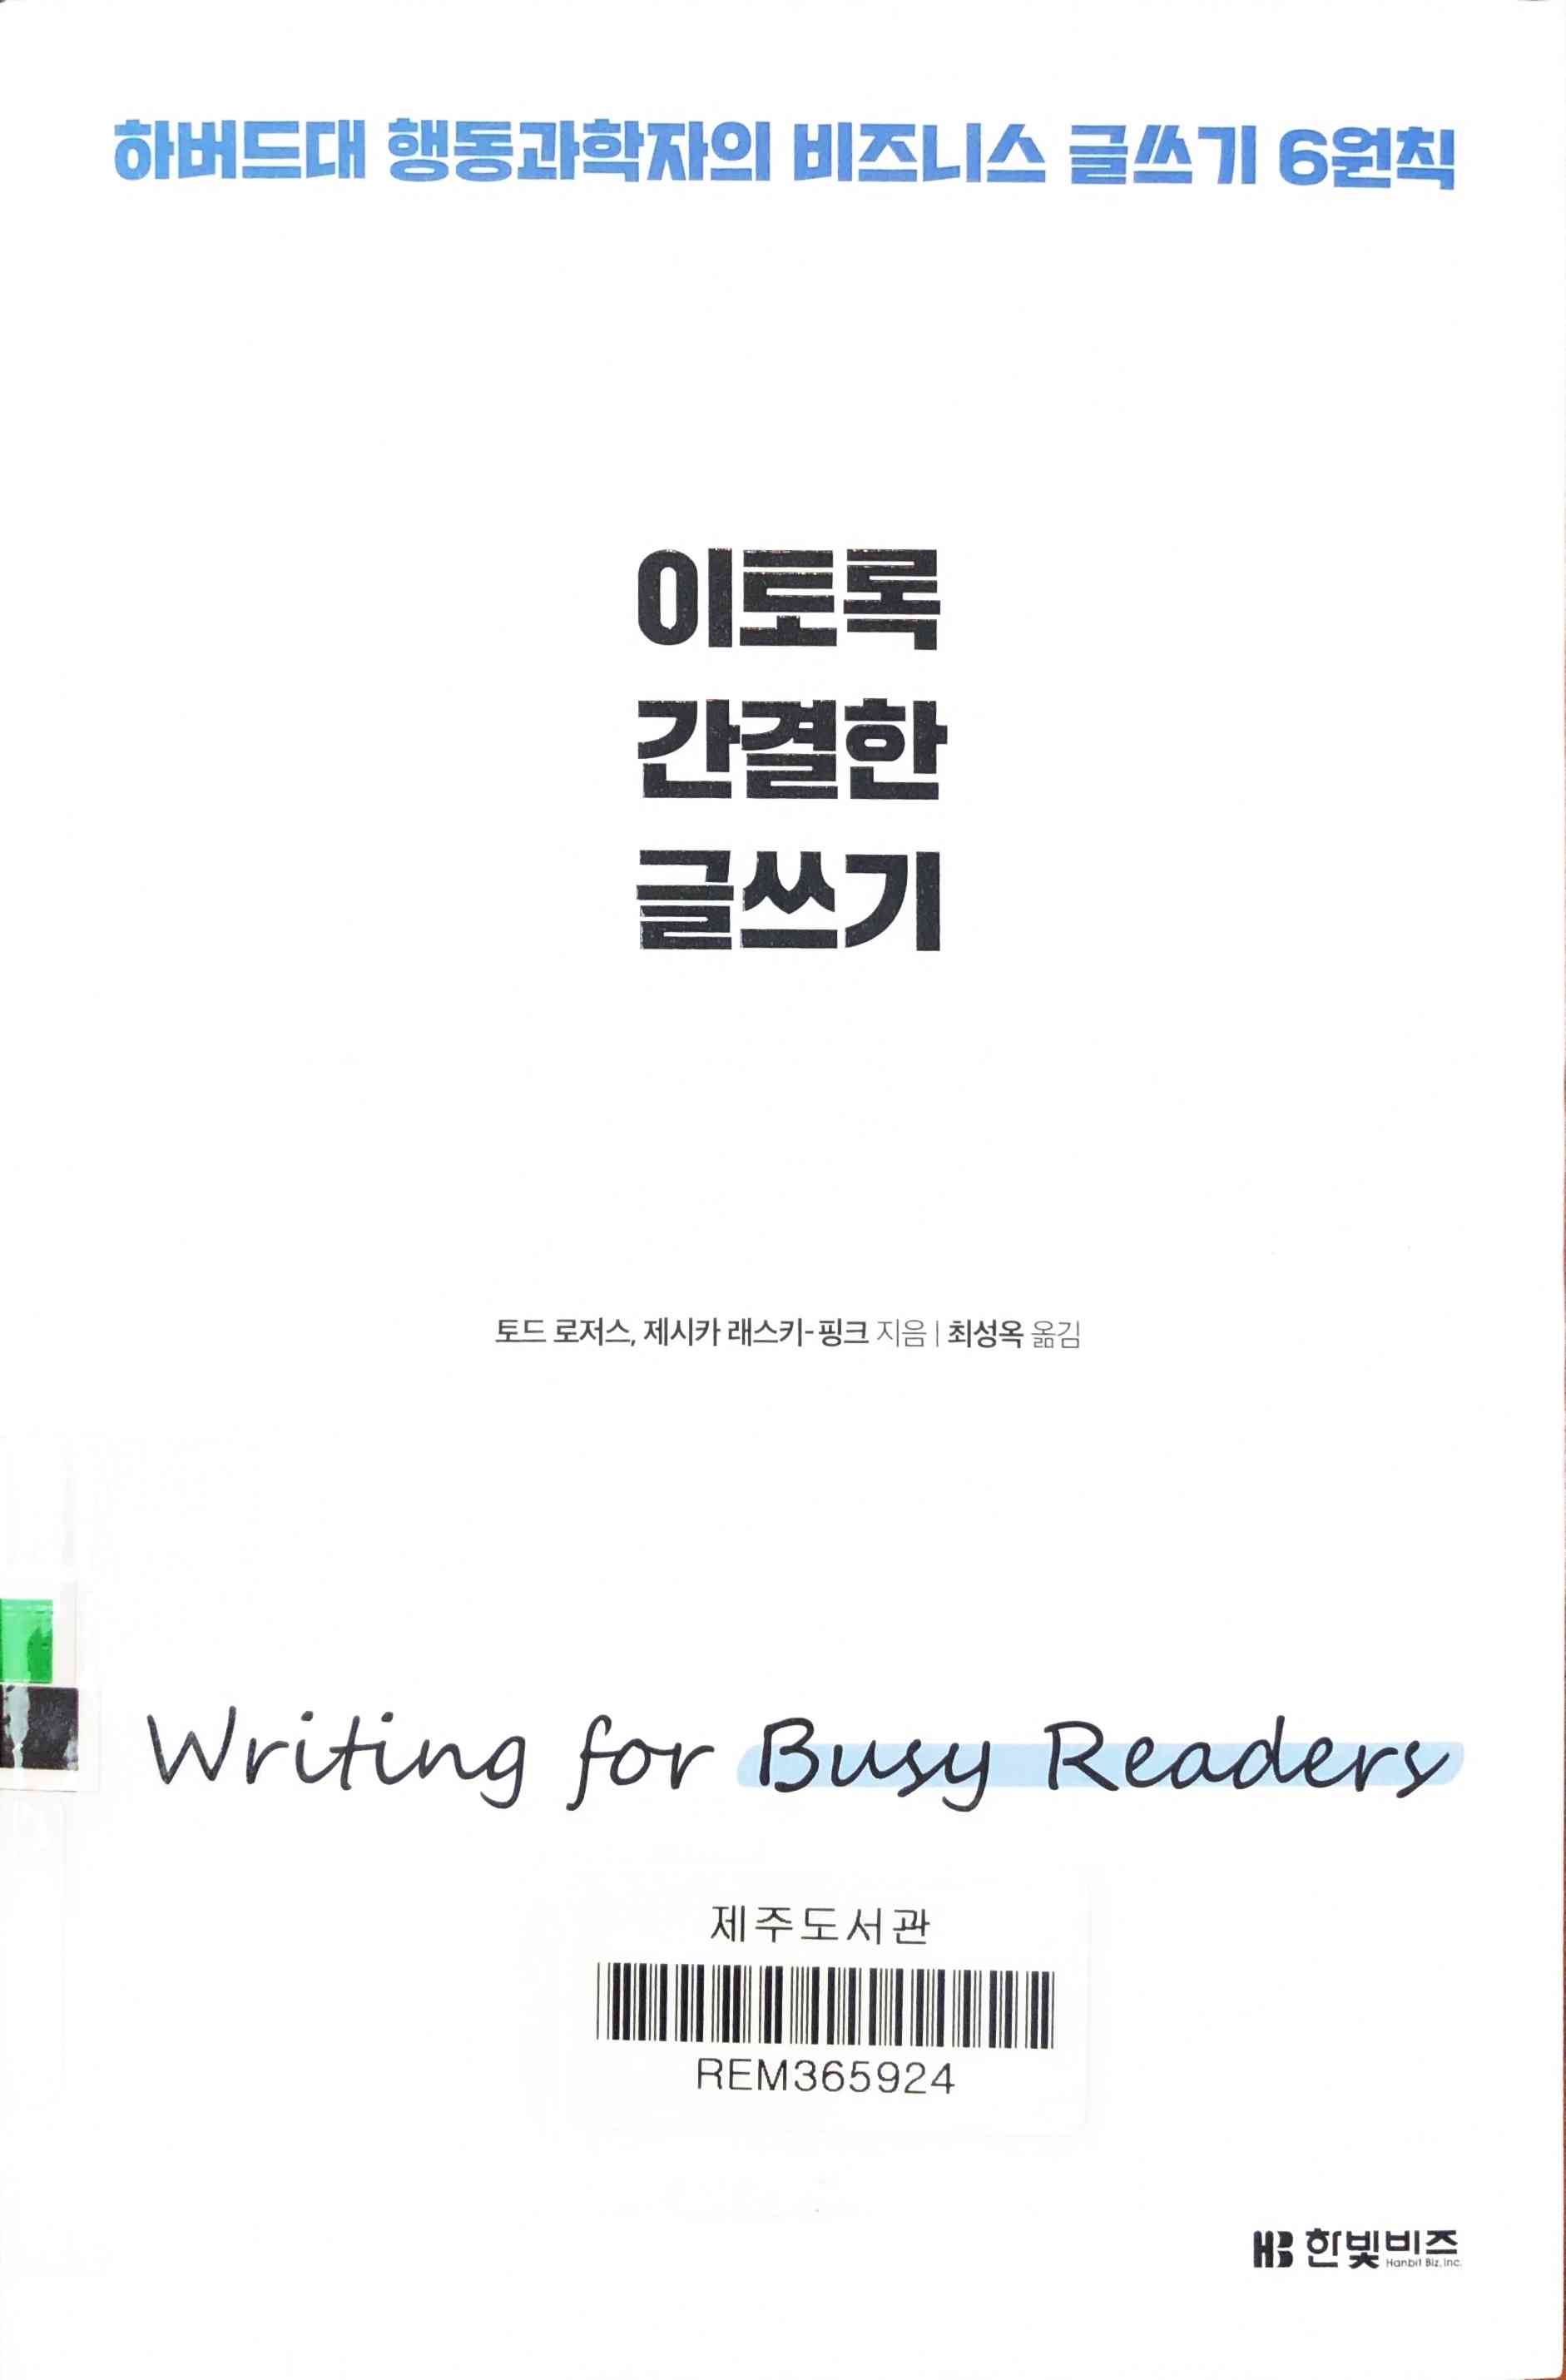 하버드대 행동과학자의 비즈니스 글쓰기 6원칙
이토록
간결한
글쓰기
토드 로저스, 제시카 래스키-핑크 지음 | 최성옥 옮김
Writing for Busy Readers
제주도서관
REM365924
HB 한빛비즈
Hanbit Biz, Inc.